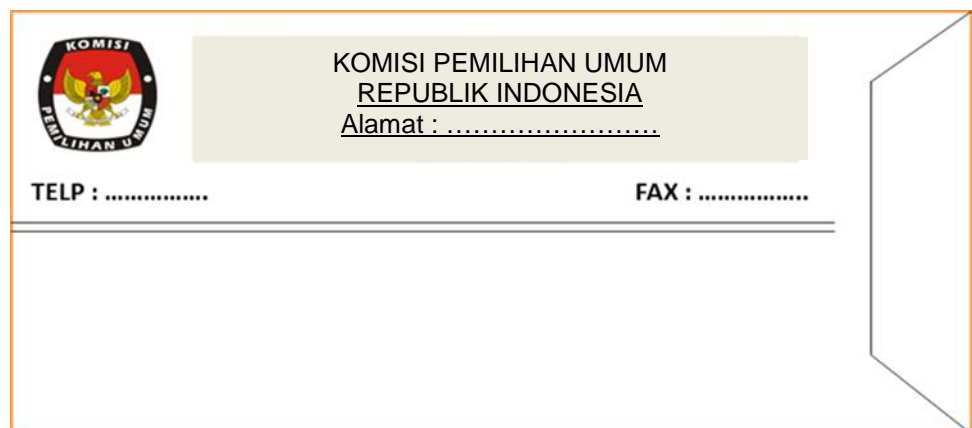 KOMISI
PEMILIHAN UMUM
KOMISI PEMILIHAN UMUM
REPUBLIK INDONESIA
Alamat : ……………………
TELP : ................
FAX : .................